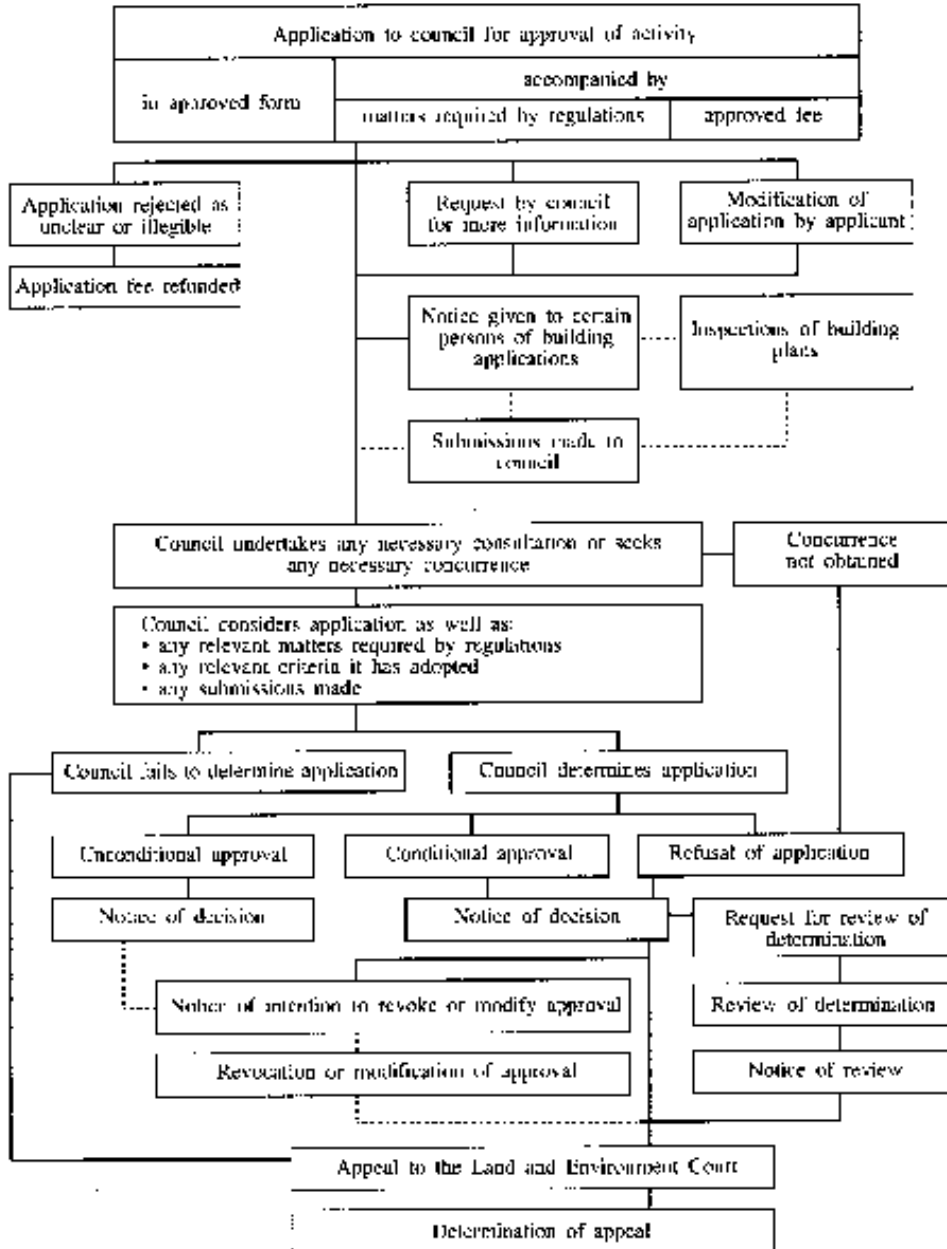 Application to council for approval of activity
in approved form
accompanied by
matters required by regulations
approved fee
Application rejected as
unclear or illegible
Request by council
for more information
Modification of
application by applicant
Application fee refunded
Notice given to certain
persons of building
applications
Inspections of building
plans
Submissions made to
council
Council undertakes any necessary consultation or seeks
any necessary concurrence
Concurrence
not obtained
Council considers application as well as:
• any relevant matters required by regulations
• any relevant criteria it has adopted
• any submissions made
Council fails to determine application
Council determines application
Unconditional approval
Conditional approval
Refusal of application
Notice of decision
Notice of decision
Request for review of
determination
Notice of intention to revoke or modify approval
Review of determination
Revocation or modification of approval
Notice of review
Appeal to the Land and Environment Court
Determination of appeal